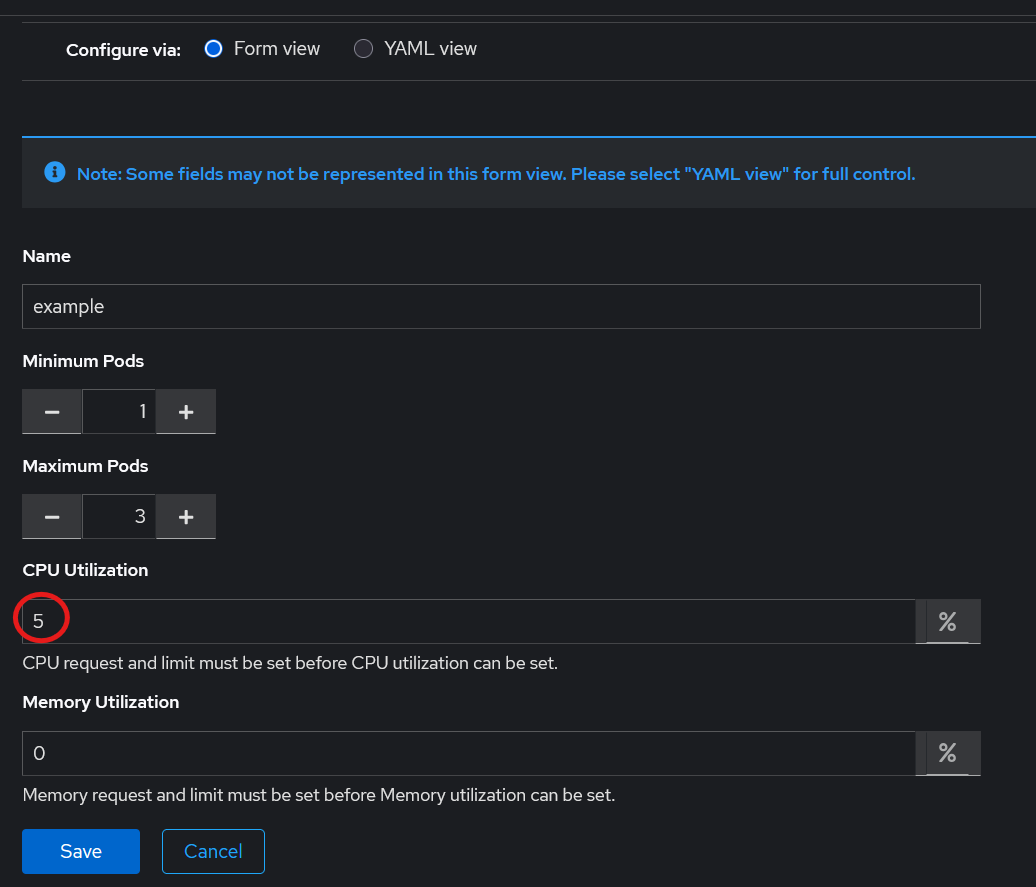 Configure via: Form view YAML view
Note: Some fields may not be represented in this form view. Please select "YAML view" for full control.
Name
example
Minimum Pods
1
Maximum Pods
3
CPU Utilization
5 %
CPU request and limit must be set before CPU utilization can be set.
Memory Utilization
0 %
Memory request and limit must be set before Memory utilization can be set.
Save Cancel